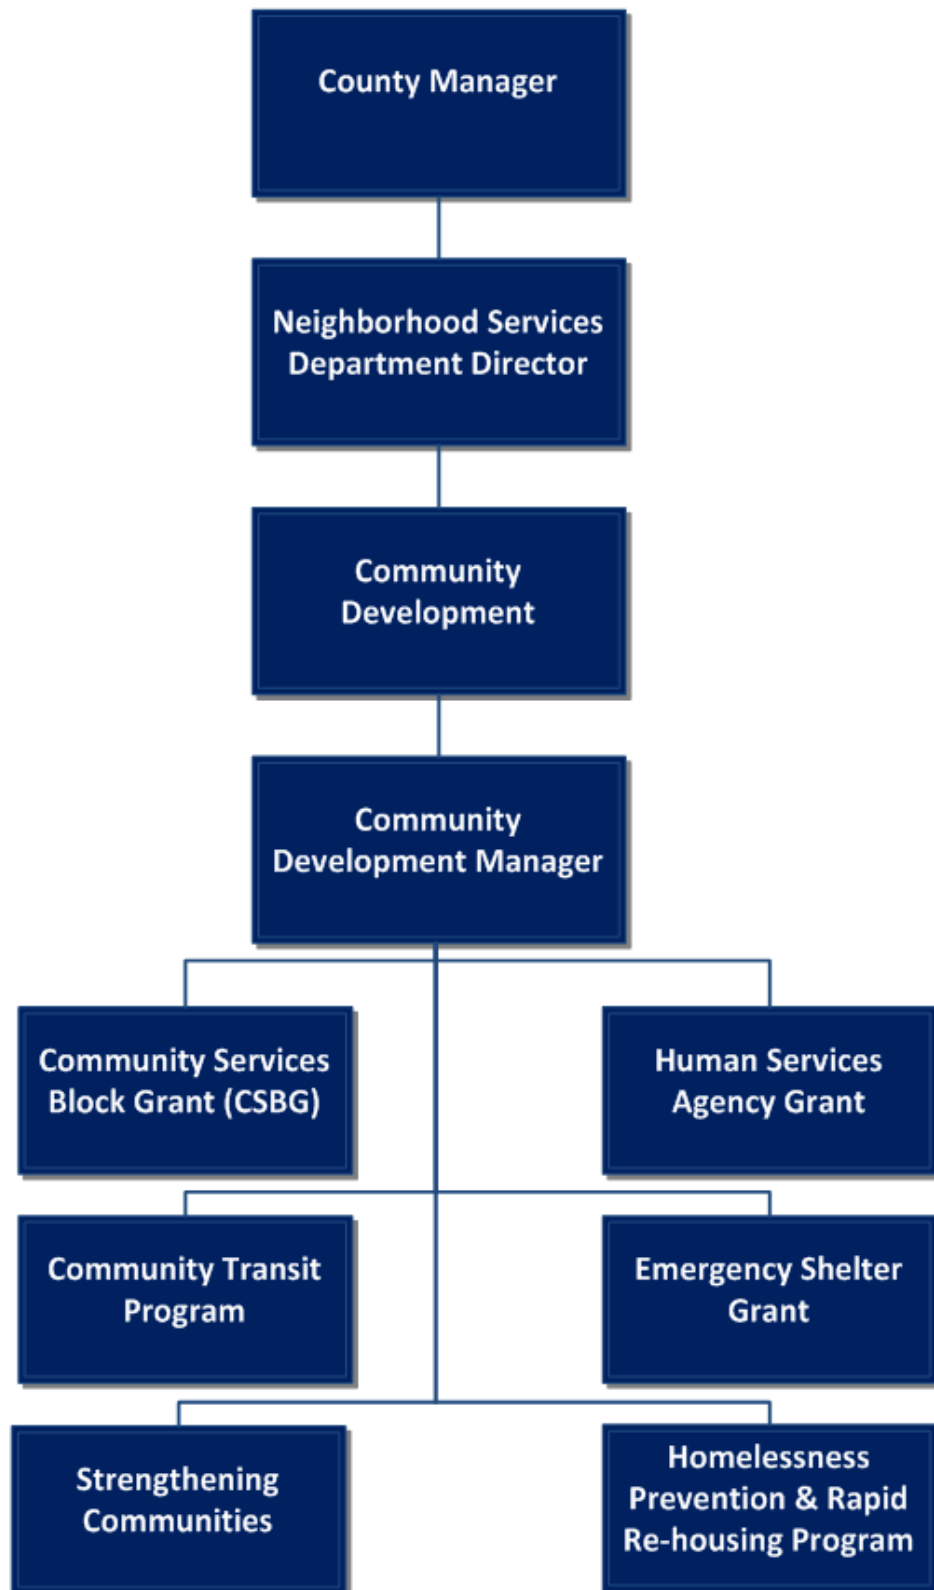 County Manager
Neighborhood Services
Department Director
Community
Development
Community
Development Manager
Community Services
Block Grant (CSBG)
Human Services
Agency Grant
Community Transit
Program
Emergency Shelter
Grant
Strengthening
Communities
Homelessness
Prevention & Rapid
Re-housing Program